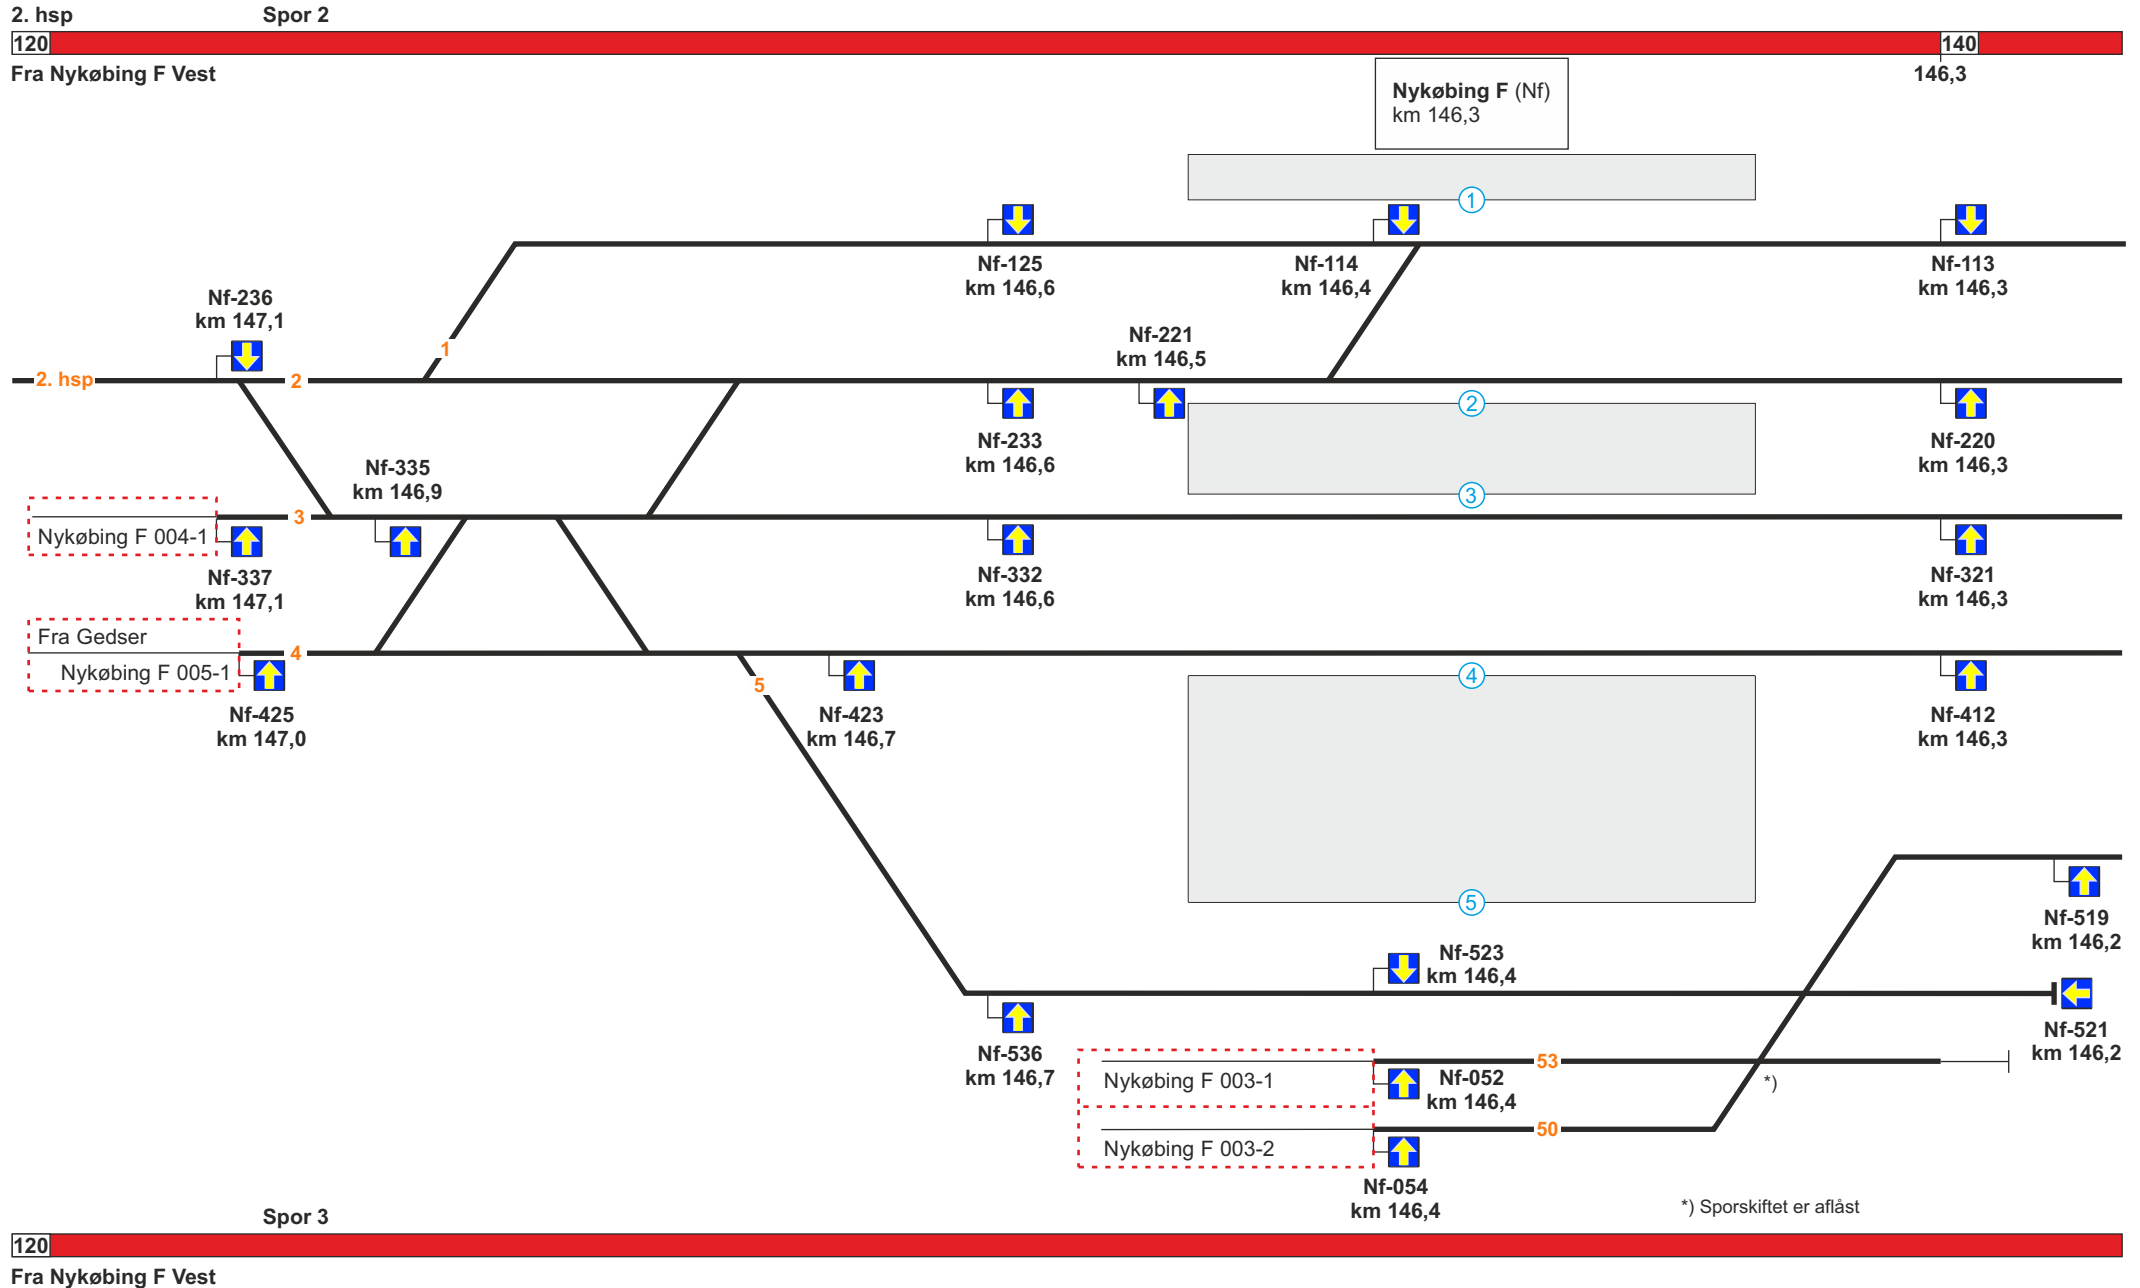 2. hsp Spor 2
120 140
Fra Nykøbing F Vest 146,3
Nykøbing F (Nf)
km 146,3
1
Nf-125
km 146,6
Nf-114
km 146,4
Nf-113
km 146,3
Nf-236
km 147,1
1
Nf-221
km 146,5
2. hsp 2
2
Nf-233
km 146,6
Nf-220
km 146,3
Nf-335
km 146,9
3
3
Nykøbing F 004-1
Nf-337
km 147,1
Nf-332
km 146,6
Nf-321
km 146,3
Fra Gedser
4
Nykøbing F 005-1
4
5
Nf-425
km 147,0
Nf-423
km 146,7
Nf-412
km 146,3
5
Nf-519
km 146,2
Nf-523
km 146,4
Nf-521
km 146,2
Nf-536
km 146,7
53
Nykøbing F 003-1
Nf-052
km 146,4
*)
50
Nykøbing F 003-2
Nf-054
km 146,4
*) Sporskiftet er aflåst
Spor 3
120
Fra Nykøbing F Vest